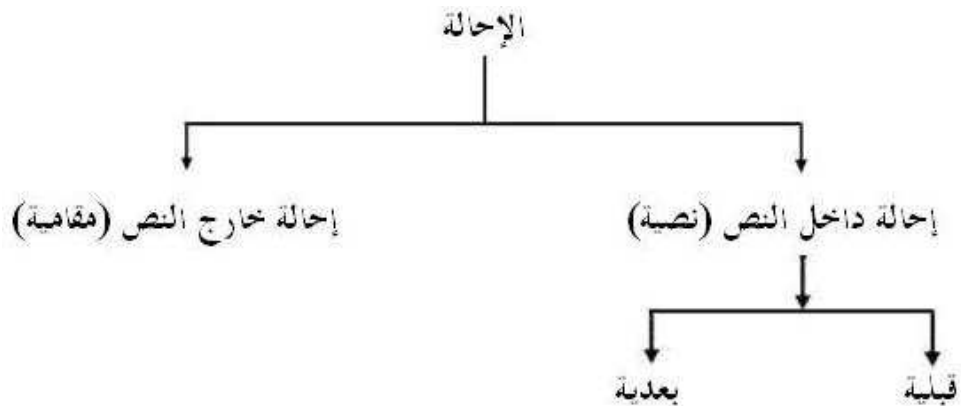 الإحالة
إحالة داخل النص (نصية)
إحالة خارج النص (مقامية)
قبلية
بعدية